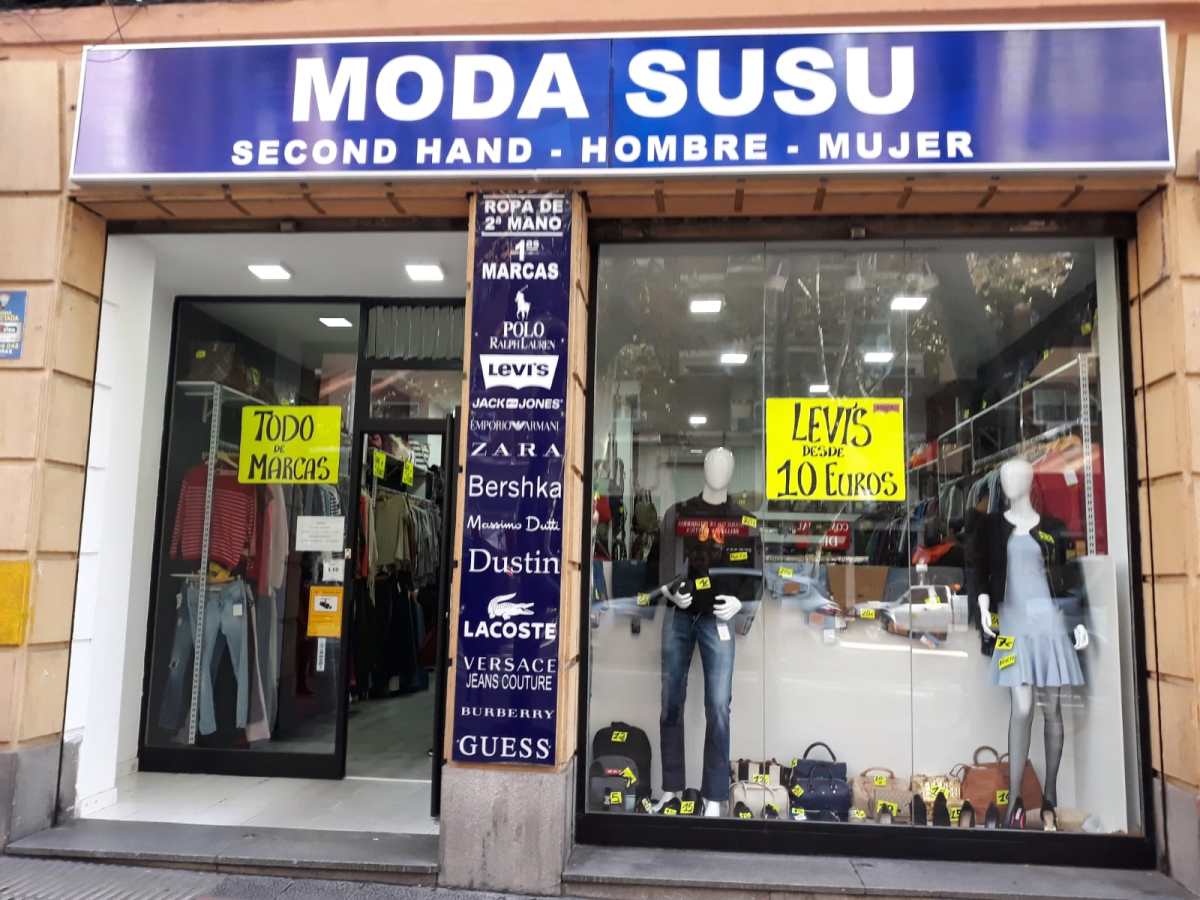 MODA SUSU
SECOND HAND - HOMBRE - MUJER
ROPA DE
2ª MANO
1as
MARCAS
POLO
RALPH LAUREN
LEVI'S
JACK JONES
EMPORIO ARMANI
ZARA
Bershka
Massimo Dutti
Dustin
LACOSTE
VERSACE
JEANS COUTURE
BURBERRY
GUESS
TODO
DE
MARCAS
LEVI'S
DESDE
10 EUROS